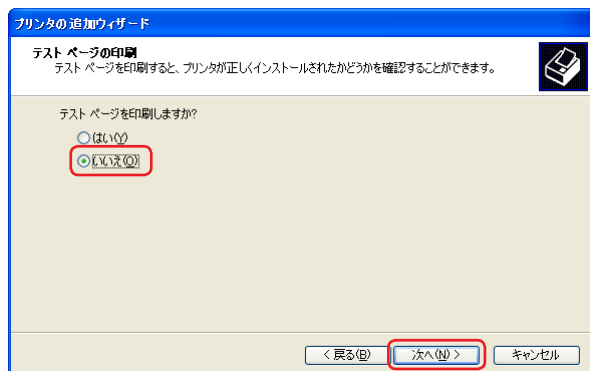 プリンタの追加ウィザード
テスト ページの印刷
テスト ページを印刷すると、プリンタが正しくインストールされたかどうかを確認することができます。
テスト ページを印刷しますか?
はい(Y)
いいえ(O)
< 戻る(B) 次へ(N) > キャンセル